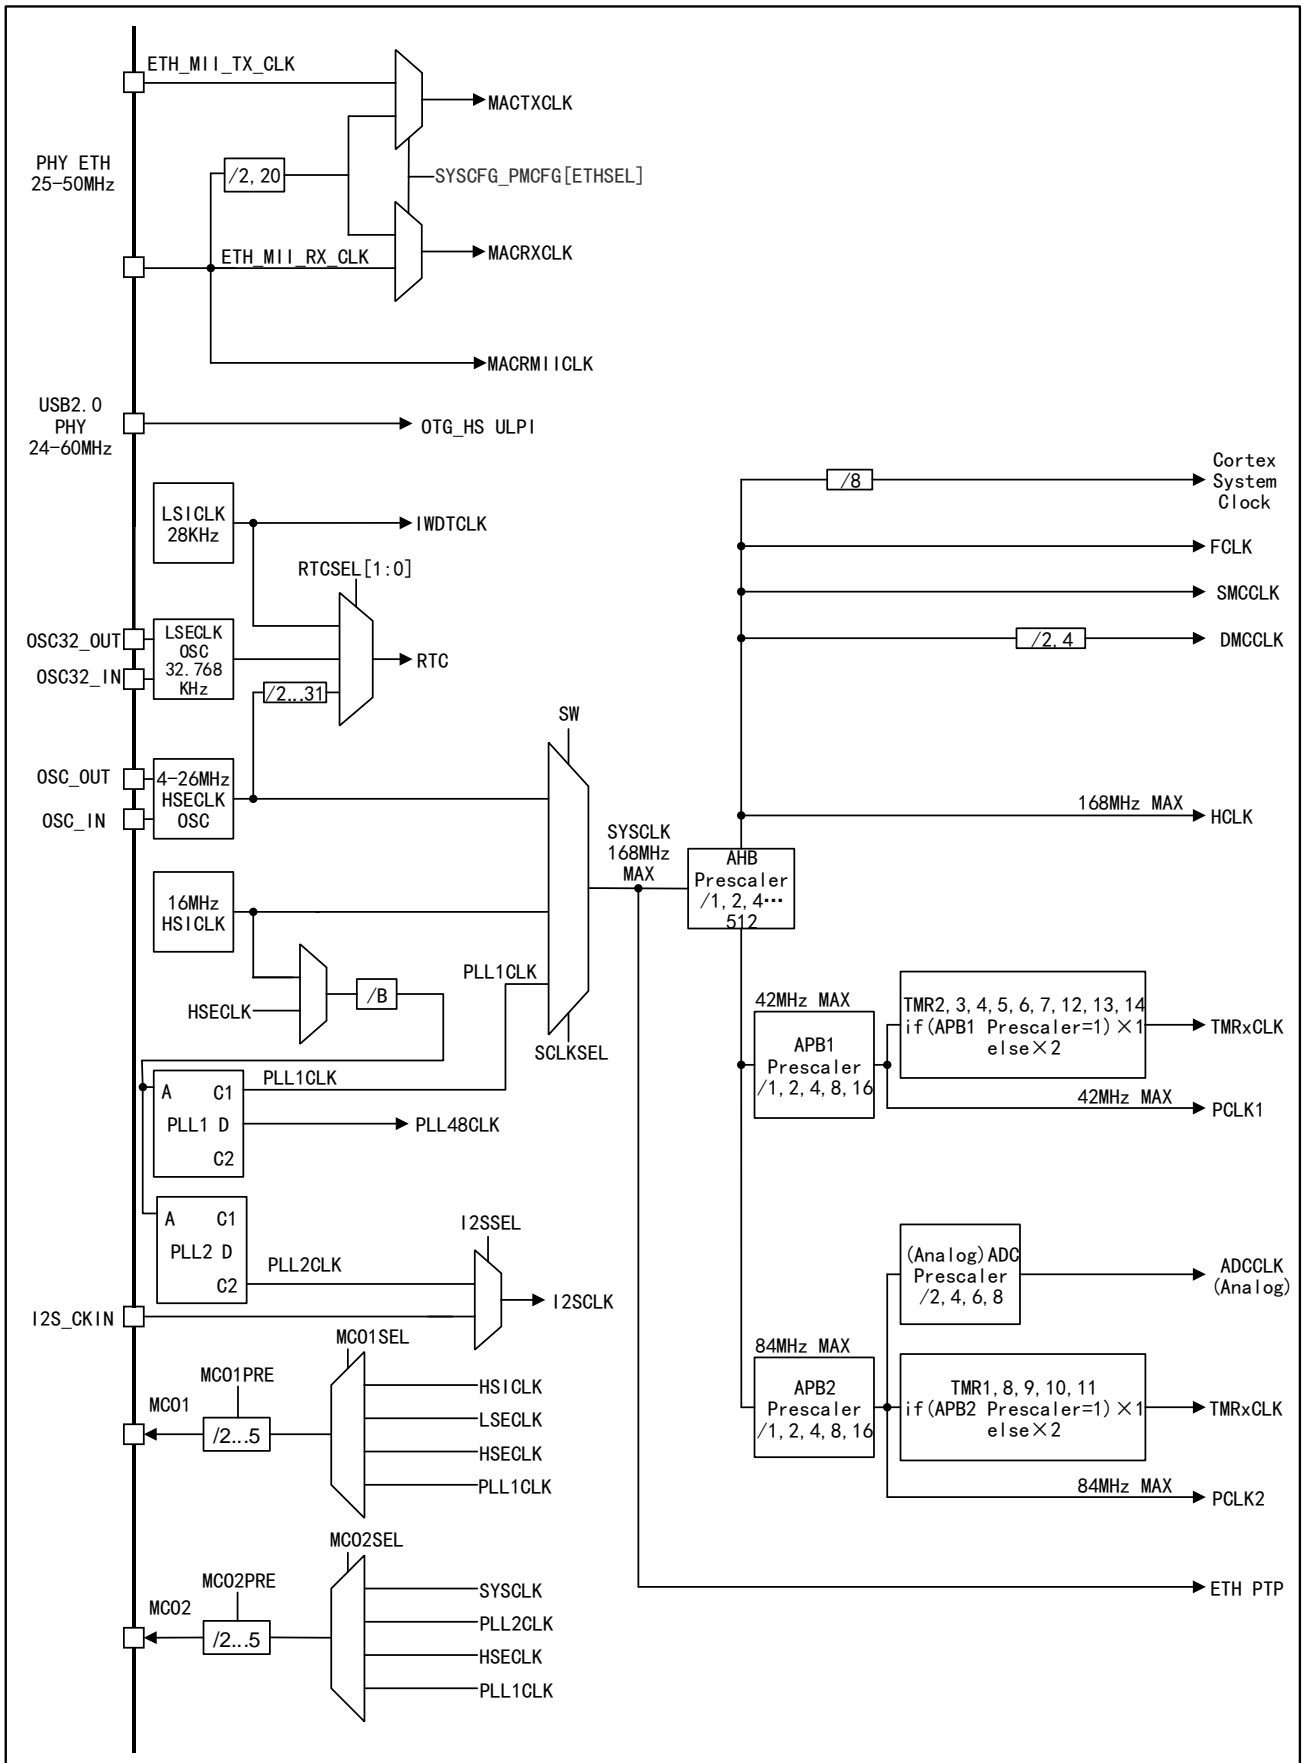 ETH_MII_TX_CLK
MACTXCLK
PHY ETH
25-50MHz
/2, 20
SYSCFG_PMCFG[ETHSEL]
ETH_MII_RX_CLK
MACRXCLK
MACRMIICLK
USB2.0
PHY
24-60MHz
OTG_HS ULPI
LSICLK
28KHz
IWDTCLK
RTCSEL[1:0]
OSC32_OUT
OSC32_IN
LSECLK
OSC
32.768
KHz
RTC
/2...31
OSC_OUT
OSC_IN
4-26MHz
HSECLK
OSC
SW
16MHz
HSICLK
HSECLK
/B
PLL1CLK
SCLKSEL
SYSCLK
168MHz
MAX
AHB
Prescaler
/1, 2, 4···
512
/8
Cortex
System
Clock
FCLK
SMCCLK
/2, 4
DMCCLK
168MHz MAX
HCLK
42MHz MAX
APB1
Prescaler
/1, 2, 4, 8, 16
TMR2, 3, 4, 5, 6, 7, 12, 13, 14
if(APB1 Prescaler=1)×1
else×2
TMRxCLK
42MHz MAX
PCLK1
A C1
PLL1 D
C2
PLL1CLK
PLL48CLK
A C1
PLL2 D
C2
PLL2CLK
I2SSEL
I2S_CKIN
I2SCLK
(Analog)ADC
Prescaler
/2, 4, 6, 8
ADCCLK
(Analog)
84MHz MAX
APB2
Prescaler
/1, 2, 4, 8, 16
TMR1, 8, 9, 10, 11
if(APB2 Prescaler=1)×1
else×2
TMRxCLK
84MHz MAX
PCLK2
MCO1SEL
MCO1PRE
MCO1
/2...5
HSICLK
LSECLK
HSECLK
PLL1CLK
MCO2SEL
MCO2PRE
MCO2
/2...5
SYSCLK
PLL2CLK
HSECLK
PLL1CLK
ETH PTP